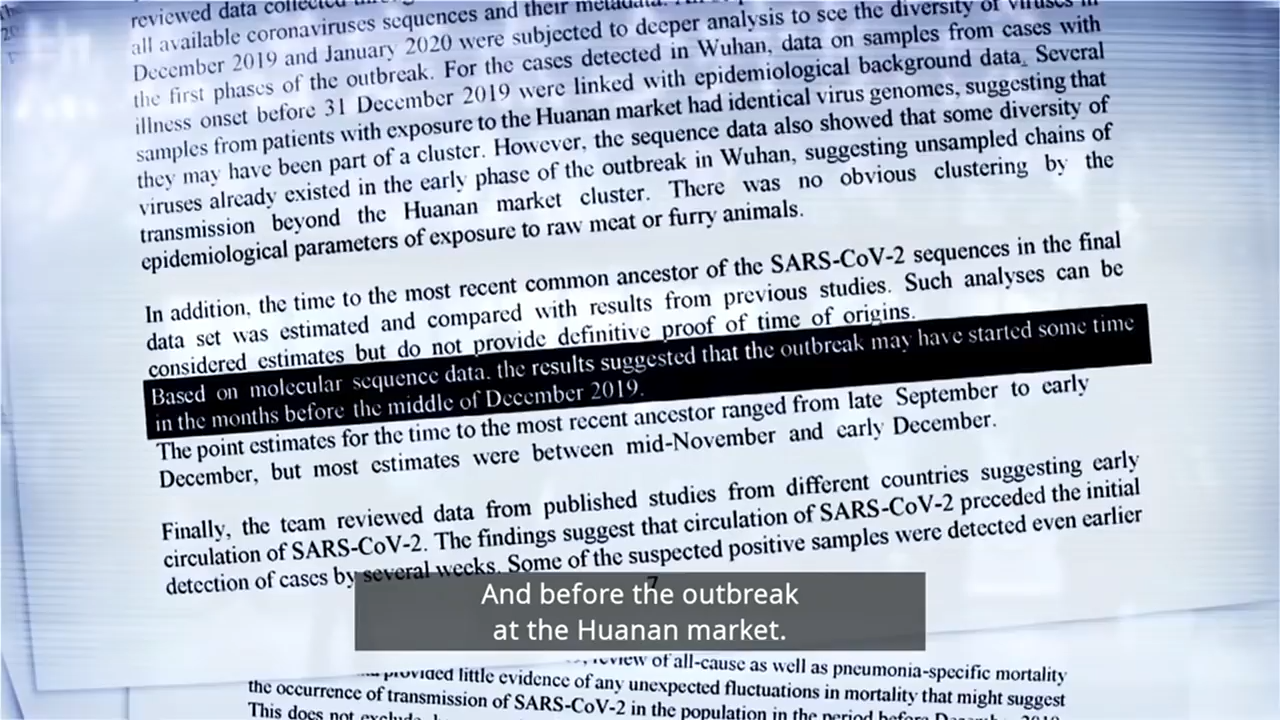 reviewed data collected
all available coronaviruses sequences and their metadata.
December 2019 and January 2020 were subjected to deeper analysis to see the diversity of viruses in
the first phases of the outbreak. For the cases detected in Wuhan, data on samples from cases with
illness onset before 31 December 2019 were linked with epidemiological background data. Several
samples from patients with exposure to the Huanan market had identical virus genomes, suggesting that
they may have been part of a cluster. However, the sequence data also showed that some diversity of
viruses already existed in the early phase of the outbreak in Wuhan, suggesting unsampled chains of
transmission beyond the Huanan market cluster. There was no obvious clustering by the
epidemiological parameters of exposure to raw meat or furry animals.
In addition, the time to the most recent common ancestor of the SARS-CoV-2 sequences in the final
data set was estimated and compared with results from previous studies. Such analyses can be
considered estimates but do not provide definitive proof of time of origins.
Based on molecular sequence data, the results suggested that the outbreak may have started some time
in the months before the middle of December 2019.
The point estimates for the time to the most recent ancestor ranged from late September to early
December, but most estimates were between mid-November and early December.
Finally, the team reviewed data from published studies from different countries suggesting early
circulation of SARS-CoV-2. The findings suggest that circulation of SARS-CoV-2 preceded the initial
detection of cases by several weeks. Some of the suspected positive samples were detected even earlier
7
And before the outbreak
at the Huanan market.
review of all-cause as well as pneumonia-specific mortality
provided little evidence of any unexpected fluctuations in mortality that might suggest
the occurrence of transmission of SARS-CoV-2 in the population in the period before December 2019.
This does not exclude